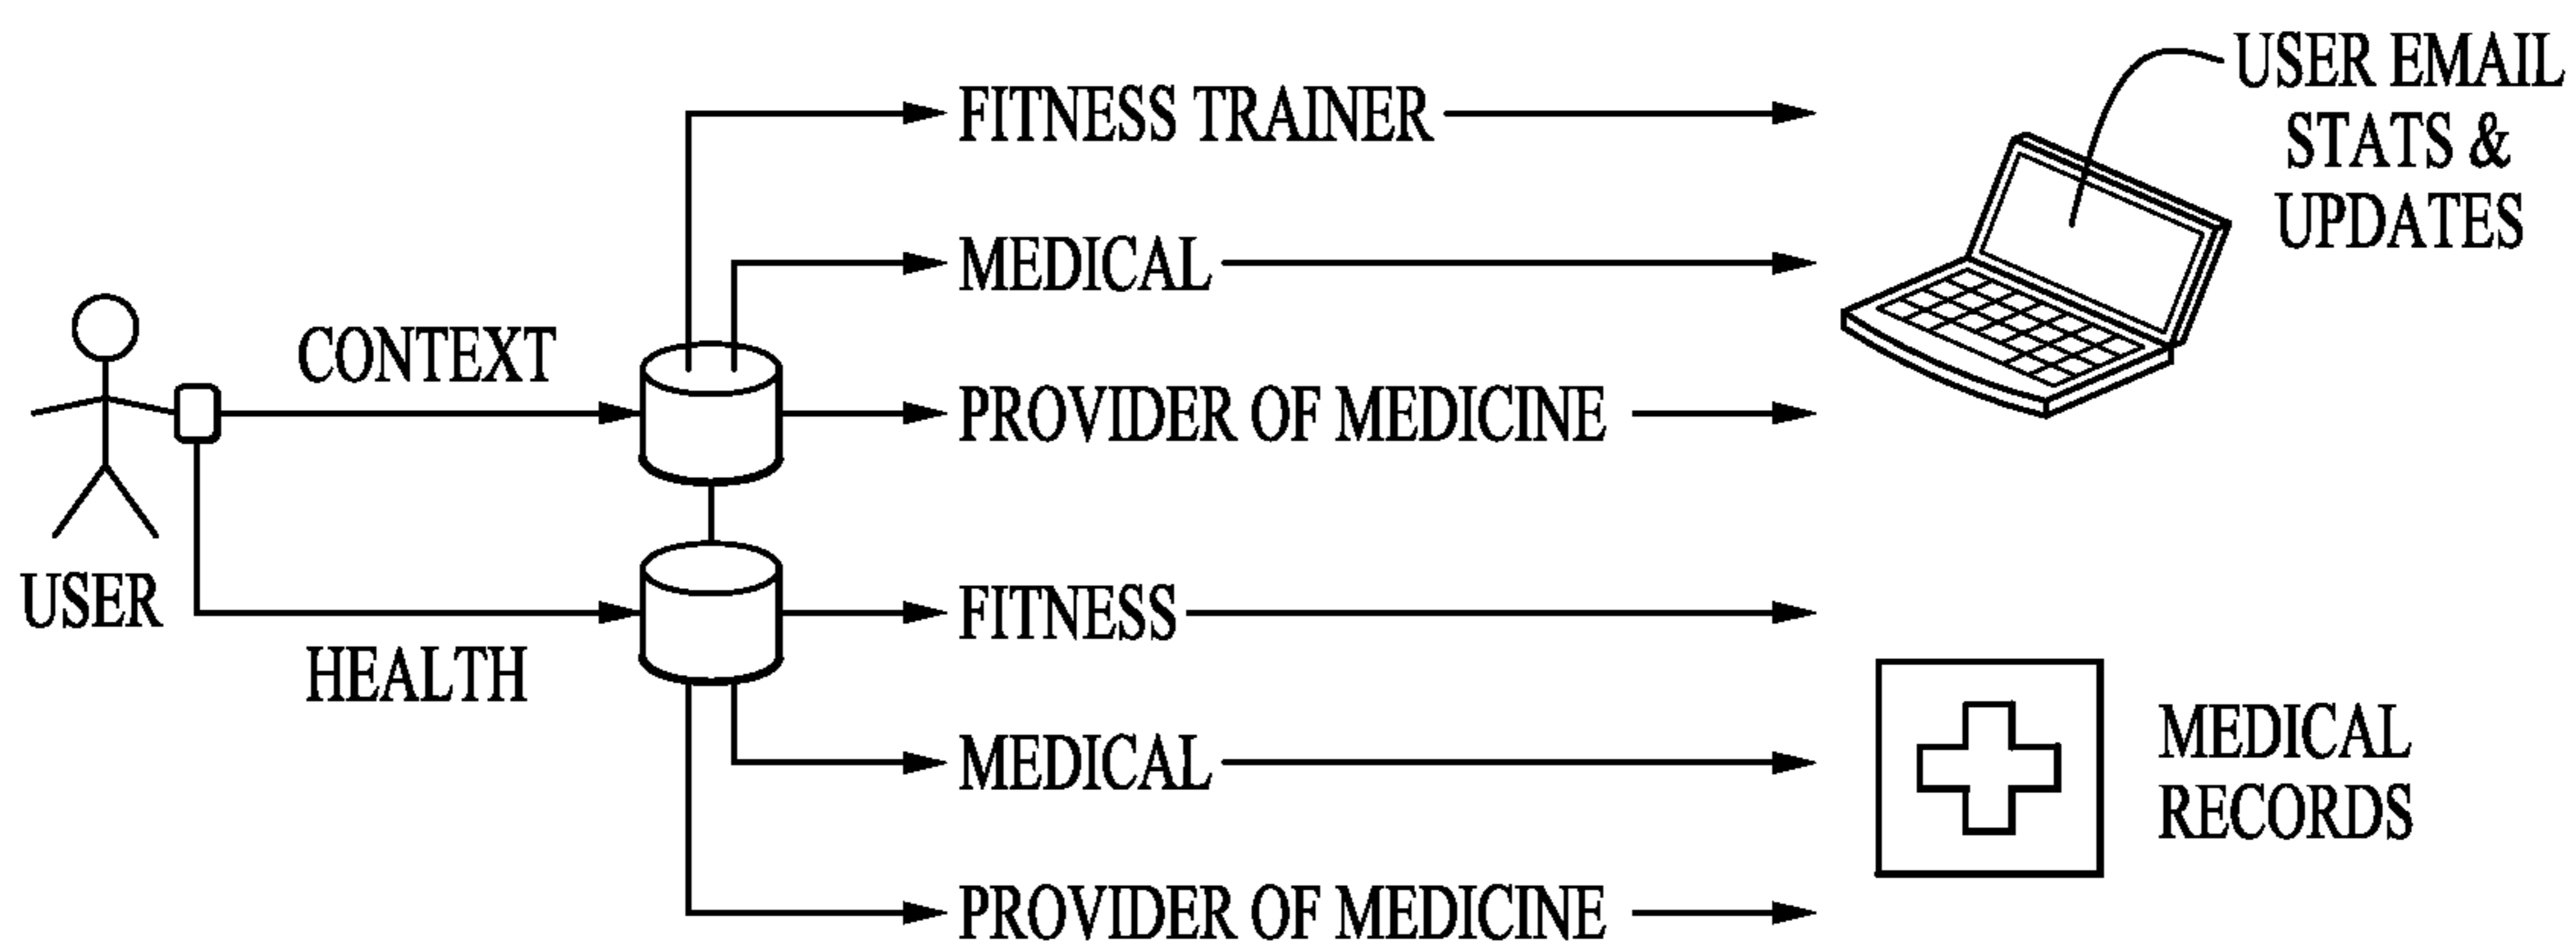 USER EMAIL
STATS &
UPDATES
FITNESS TRAINER
MEDICAL
CONTEXT
PROVIDER OF MEDICINE
USER
FITNESS
HEALTH
MEDICAL
MEDICAL
RECORDS
PROVIDER OF MEDICINE